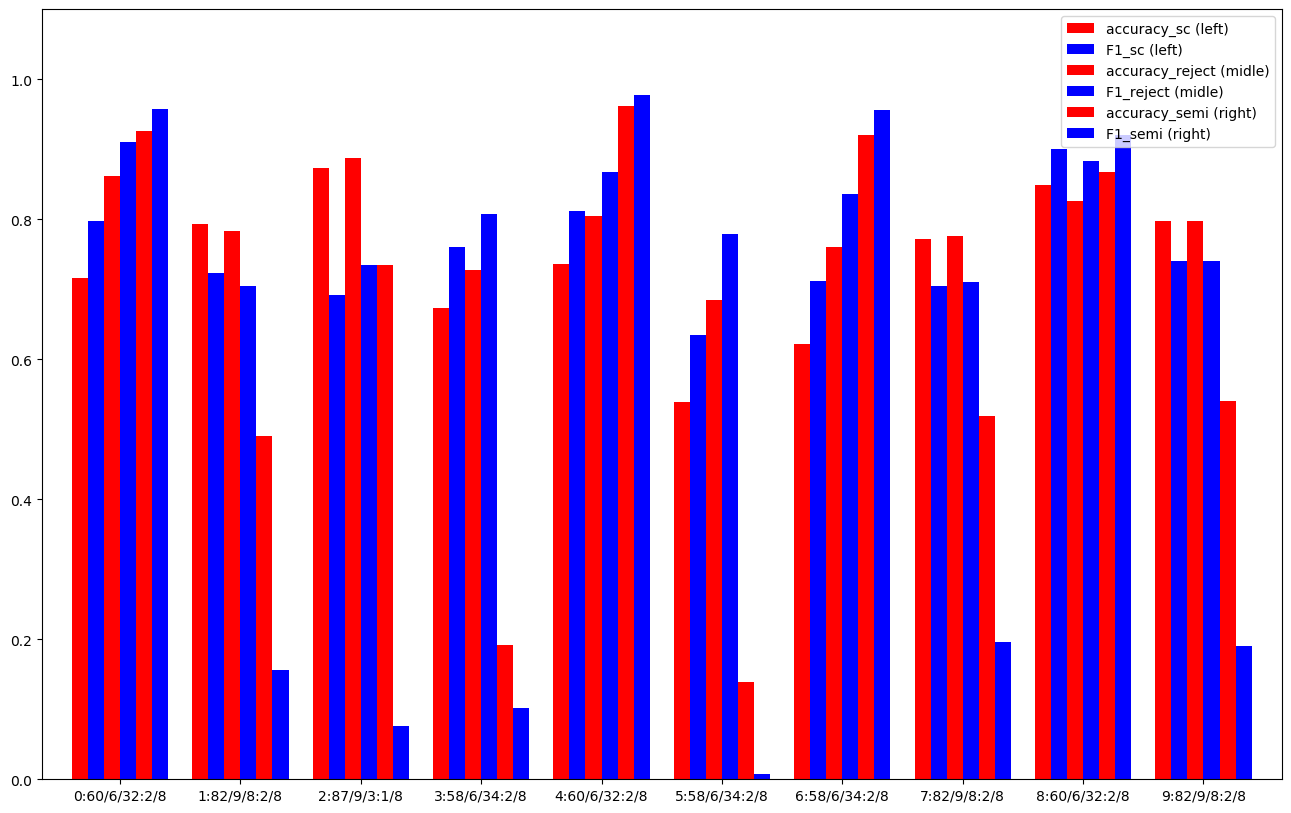 accuracy_sc (left)
F1_sc (left)
accuracy_reject (midle)
F1_reject (midle)
accuracy_semi (right)
F1_semi (right)
1.0
0.8
0.6
0.4
0.2
0.0
0:60/6/32:2/8 1:82/9/8:2/8 2:87/9/3:1/8 3:58/6/34:2/8 4:60/6/32:2/8 5:58/6/34:2/8 6:58/6/34:2/8 7:82/9/8:2/8 8:60/6/32:2/8 9:82/9/8:2/8